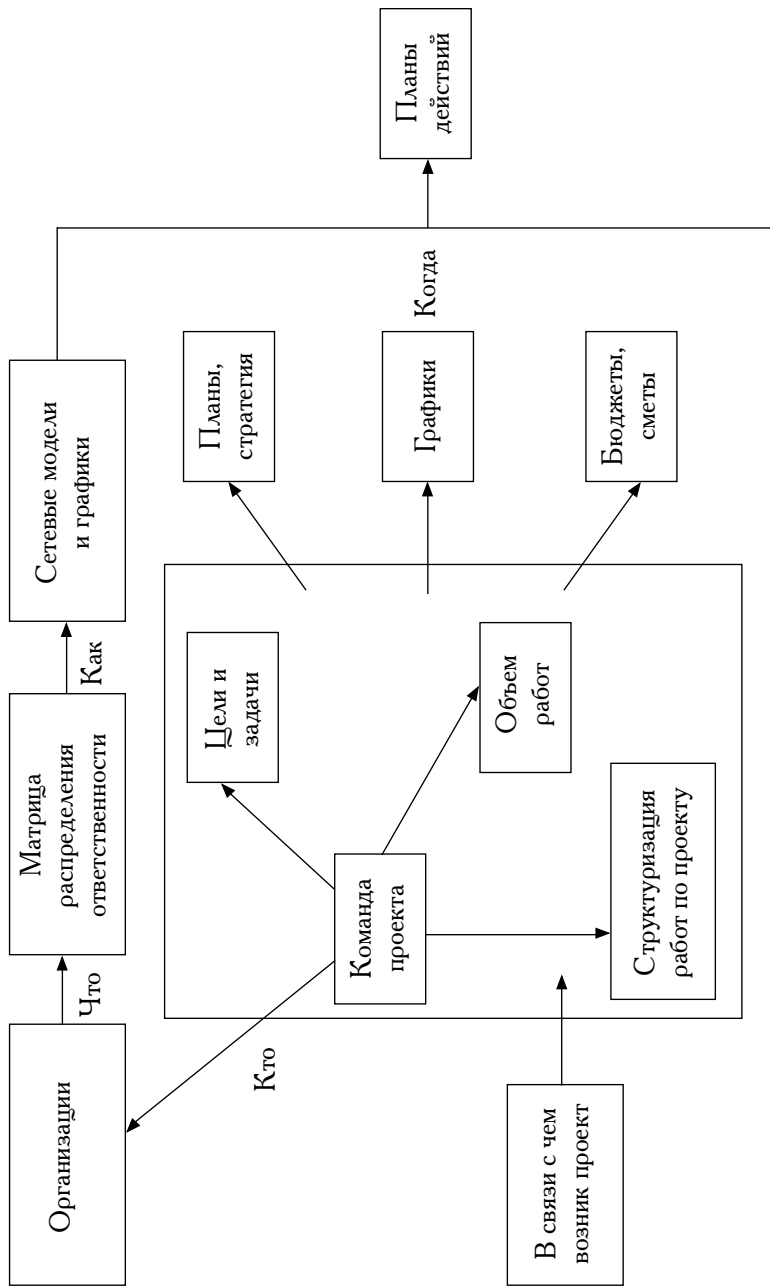 Организации
Что
Матрица
распределения
ответственности
Как
Сетевые модели
и графики
Кто
Команда
проекта
Цели и
задачи
Объем
работ
Структуризация
работ по проекту
В связи с чем
возник проект
Планы,
стратегия
Графики
Бюджеты,
сметы
Когда
Планы
действий